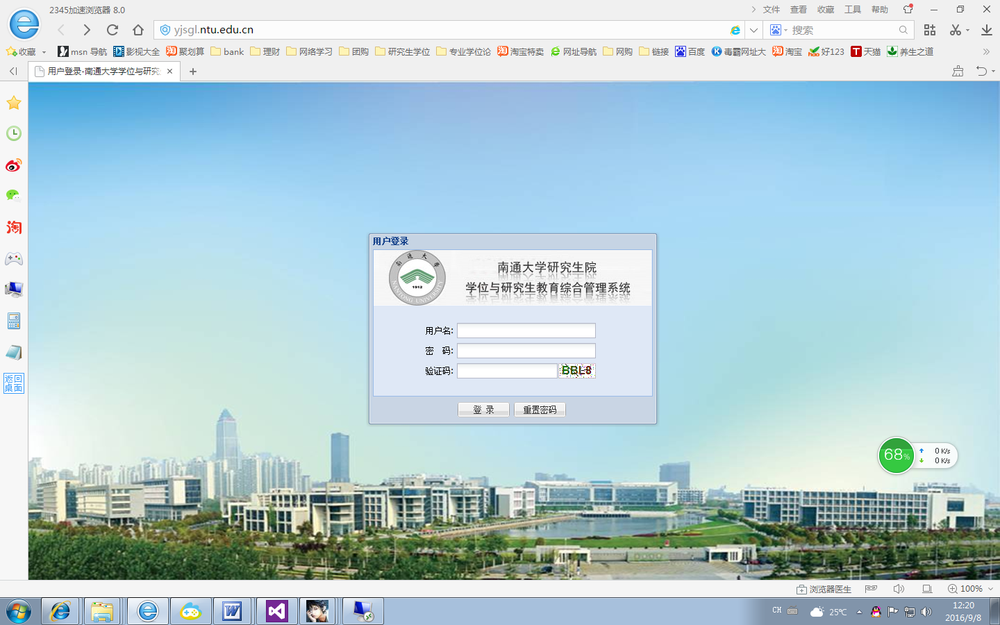 2345加速浏览器 8.0
文件 查看 收藏 工具 帮助
yjsgl.ntu.edu.cn
搜索
收藏 msn 导航 影视大全 聚划算 bank 理财 网络学习 团购 研究生学位 专业学位论 淘宝特卖 网址导航 网购 链接 百度 毒霸网址大 淘宝 好123 天猫 养生之道
用户登录-南通大学学位与研究
淘
返回
桌面
用户登录
南通大学
NANTONG UNIVERSITY
1912
南通大学研究生院
学位与研究生教育综合管理系统
用户名:
密 码:
验证码:
BBL8
登 录 重置密码
68%
0 K/s
0 K/s
浏览器医生 100%
CH 25℃
12:20
2016/9/8